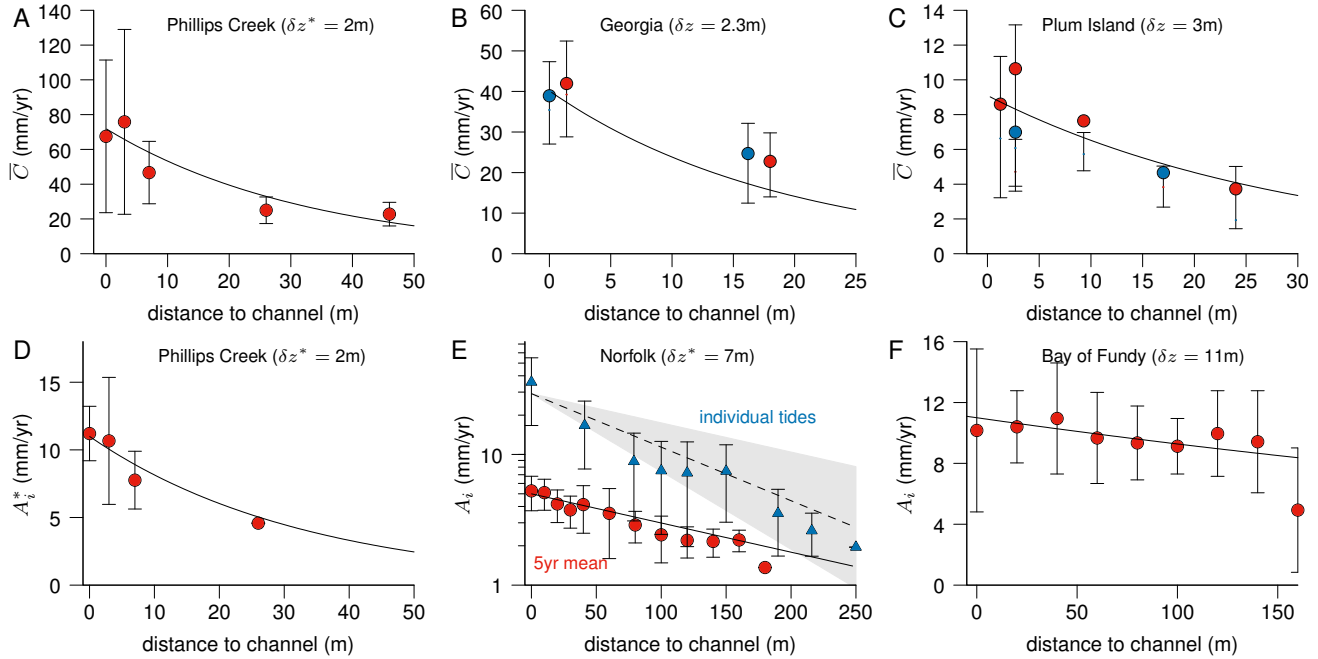 A
Phillips Creek (δz* = 2m)
140
120
100
80
60
40
20
0
C̅ (mm/yr)
0 10 20 30 40 50
distance to channel (m)
B
Georgia (δz = 2.3m)
60
50
40
30
20
10
0
C̅ (mm/yr)
0 5 10 15 20 25
distance to channel (m)
C
Plum Island (δz = 3m)
14
12
10
8
6
4
2
0
C̅ (mm/yr)
0 5 10 15 20 25 30
distance to channel (m)
D
Phillips Creek (δz* = 2m)
15
10
5
0
A*ᵢ (mm/yr)
0 10 20 30 40 50
distance to channel (m)
E
Norfolk (δz* = 7m)
individual tides
10
5yr mean
1
Aᵢ (mm/yr)
0 50 100 150 200 250
distance to channel (m)
F
Bay of Fundy (δz = 11m)
16
12
8
4
0
Aᵢ (mm/yr)
0 50 100 150
distance to channel (m)